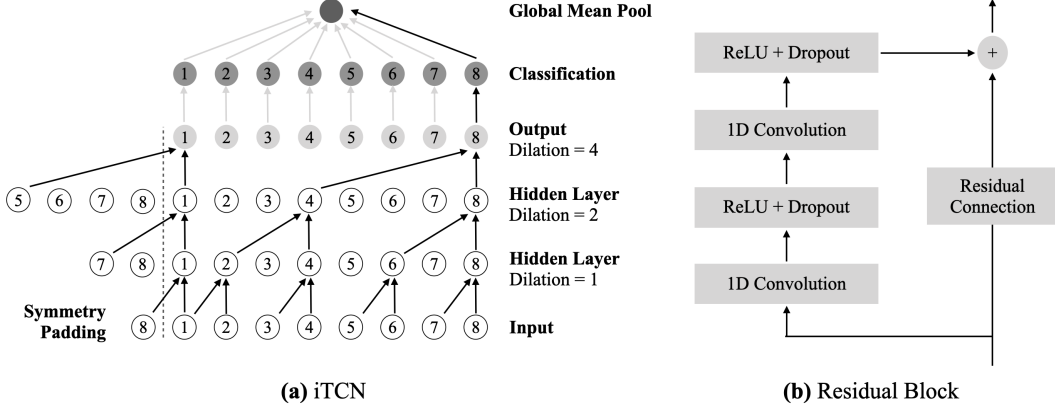 Global Mean Pool
1 2 3 4 5 6 7 8
Classification
1 2 3 4 5 6 7 8
Output
Dilation = 4
5 6 7 8 1 2 3 4 5 6 7 8
Hidden Layer
Dilation = 2
7 8 1 2 3 4 5 6 7 8
Hidden Layer
Dilation = 1
Symmetry
Padding
8 1 2 3 4 5 6 7 8
Input
(a) iTCN
ReLU + Dropout
+
1D Convolution
ReLU + Dropout
Residual
Connection
1D Convolution
(b) Residual Block